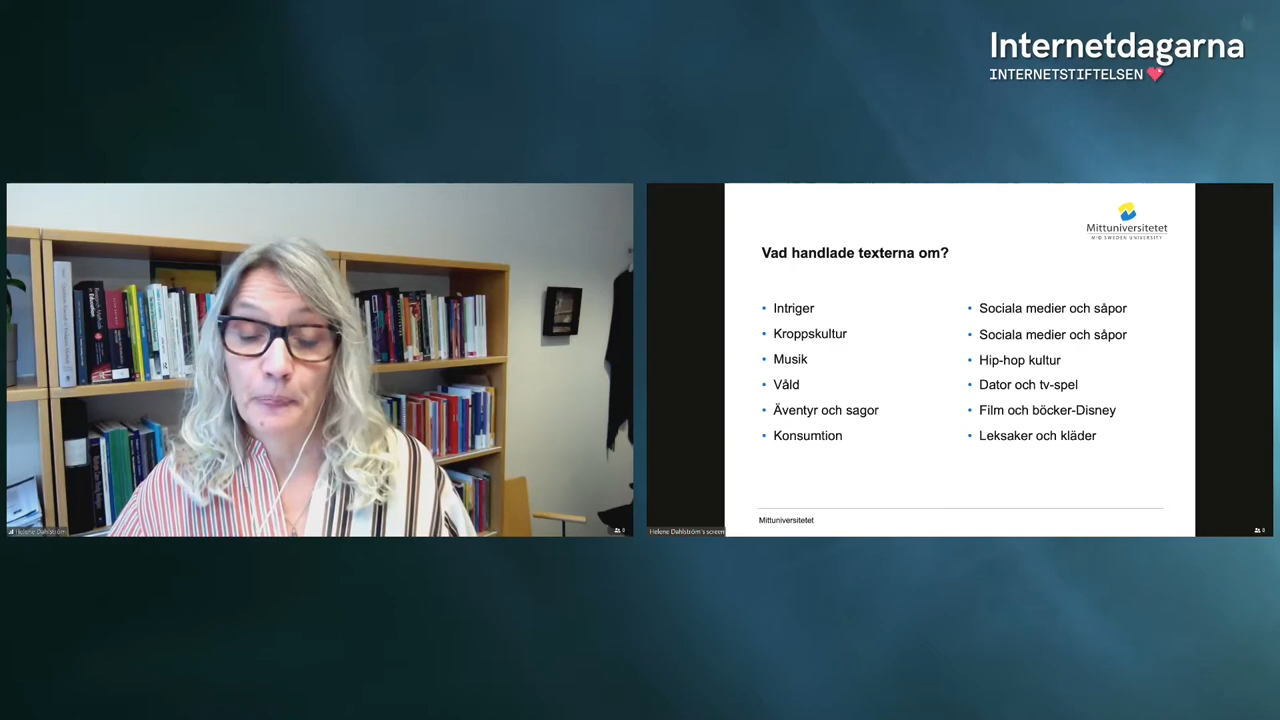 Internetdagarna
INTERNETSTIFTELSEN
Mittuniversitetet
MID SWEDEN UNIVERSITY
Vad handlade texterna om?
• Intriger
• Kroppskultur
• Musik
• Våld
• Äventyr och sagor
• Konsumtion
• Sociala medier och såpor
• Sociala medier och såpor
• Hip-hop kultur
• Dator och tv-spel
• Film och böcker-Disney
• Leksaker och kläder
Mittuniversitetet
Helene Dahlström
Helene Dahlström's screen